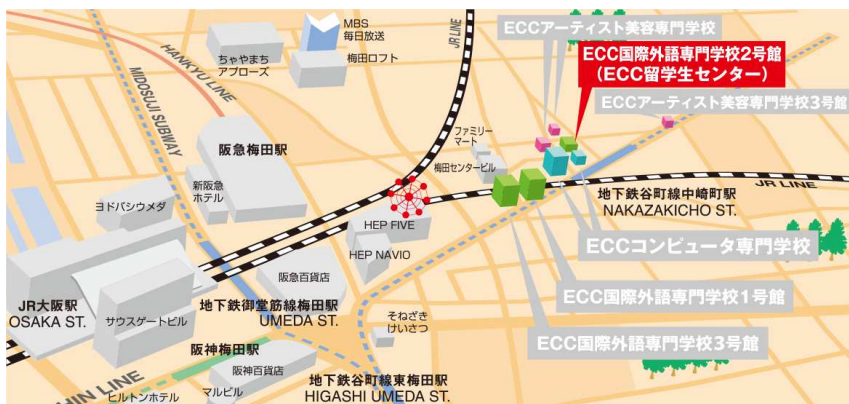 MBS
毎日放送
JR LINE
ECCアーティスト美容専門学校
HANKYU LINE
ちゃやまち
アプローズ
梅田ロフト
ECC国際外語専門学校2号館
(ECC留学生センター)
MIDOSUJI SUBWAY
ECCアーティスト美容専門学校3号館
ファミリー
マート
阪急梅田駅
梅田センタービル
新阪急
ホテル
地下鉄谷町線中崎町駅
NAKAZAKICHO ST.
JR LINE
ヨドバシウメダ
HEP FIVE
HEP NAVIO
ECCコンピュータ専門学校
阪急百貨店
JR大阪駅
OSAKA ST.
サウスゲートビル
地下鉄御堂筋線梅田駅
UMEDA ST.
ECC国際外語専門学校1号館
そねざき
けいさつ
ECC国際外語専門学校3号館
阪神梅田駅
阪神百貨店
地下鉄谷町線東梅田駅
HIGASHI UMEDA ST.
HIN LINE
ヒルトンホテル
マルビル